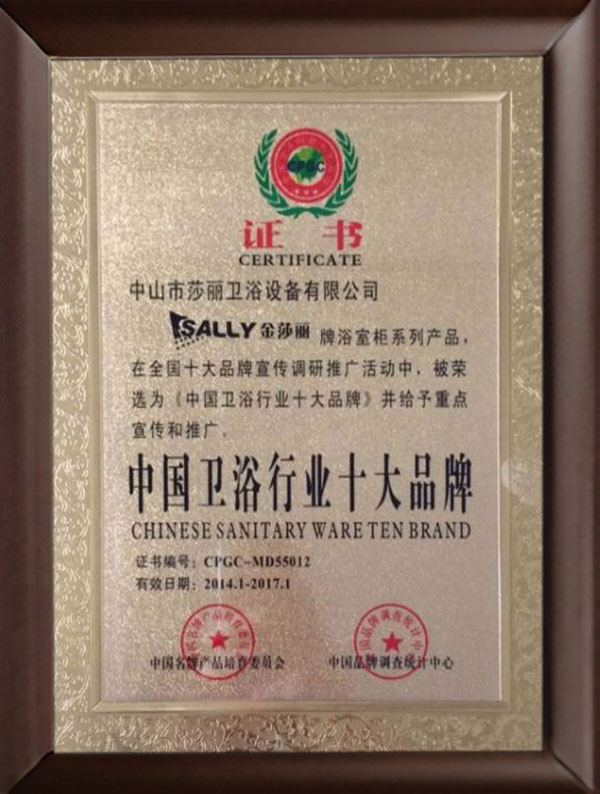 CPGC
证书
CERTIFICATE
中山市莎丽卫浴设备有限公司
SALLY 金莎丽 牌浴室柜系列产品，
在全国十大品牌宣传调研推广活动中，被荣
选为《中国卫浴行业十大品牌》并给予重点
宣传和推广。
中国卫浴行业十大品牌
CHINESE SANITARY WARE TEN BRAND
证书编号：CPGC-MD55012
有效日期：2014.1-2017.1
中国名牌产品培育委员会
中国品牌调查统计中心